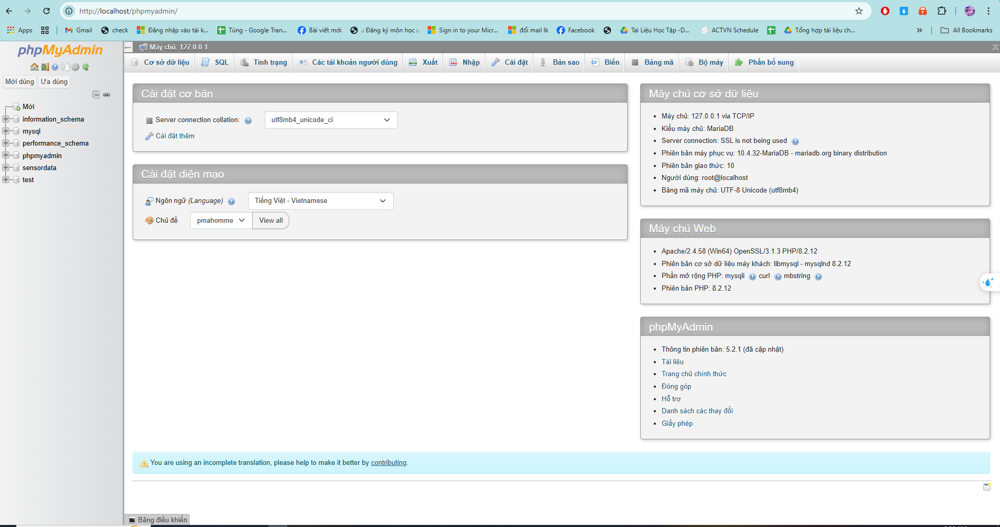 http://localhost/phpmyadmin/
Apps
Gmail
check
Đăng nhập vào tài k...
Tùng - Google Tran...
Bài viết mới
.: Đăng ký môn học :.
Sign in to your Micr...
đổi mail lk
Facebook
Tài Liệu Học Tập -D...
ACTVN Schedule
Tổng hợp tài liệu ch...
All Bookmarks
phpMyAdmin
Mới dùng Ưa dùng
Mới
information_schema
mysql
performance_schema
phpmyadmin
sensordata
test
Máy chủ: 127.0.0.1
Cơ sở dữ liệu SQL Tình trạng Các tài khoản người dùng Xuất Nhập Cài đặt Bản sao Biến Bảng mã Bộ máy Phần bổ sung
Cài đặt cơ bản
Server connection collation: utf8mb4_unicode_ci
Cài đặt thêm
Cài đặt diện mạo
Ngôn ngữ (Language) Tiếng Việt - Vietnamese
Chủ đề pmahomme View all
Máy chủ cơ sở dữ liệu
Máy chủ: 127.0.0.1 via TCP/IP
Kiểu máy chủ: MariaDB
Server connection: SSL is not being used
Phiên bản máy phục vụ: 10.4.32-MariaDB - mariadb.org binary distribution
Phiên bản giao thức: 10
Người dùng: root@localhost
Bảng mã máy chủ: UTF-8 Unicode (utf8mb4)
Máy chủ Web
Apache/2.4.58 (Win64) OpenSSL/3.1.3 PHP/8.2.12
Phiên bản cơ sở dữ liệu máy khách: libmysql - mysqlnd 8.2.12
Phần mở rộng PHP: mysqli curl mbstring
Phiên bản PHP: 8.2.12
phpMyAdmin
Thông tin phiên bản: 5.2.1 (đã cập nhật)
Tài liệu
Trang chủ chính thức
Đóng góp
Hỗ trợ
Danh sách các thay đổi
Giấy phép
You are using an incomplete translation, please help to make it better by contributing.
Bảng điều khiển